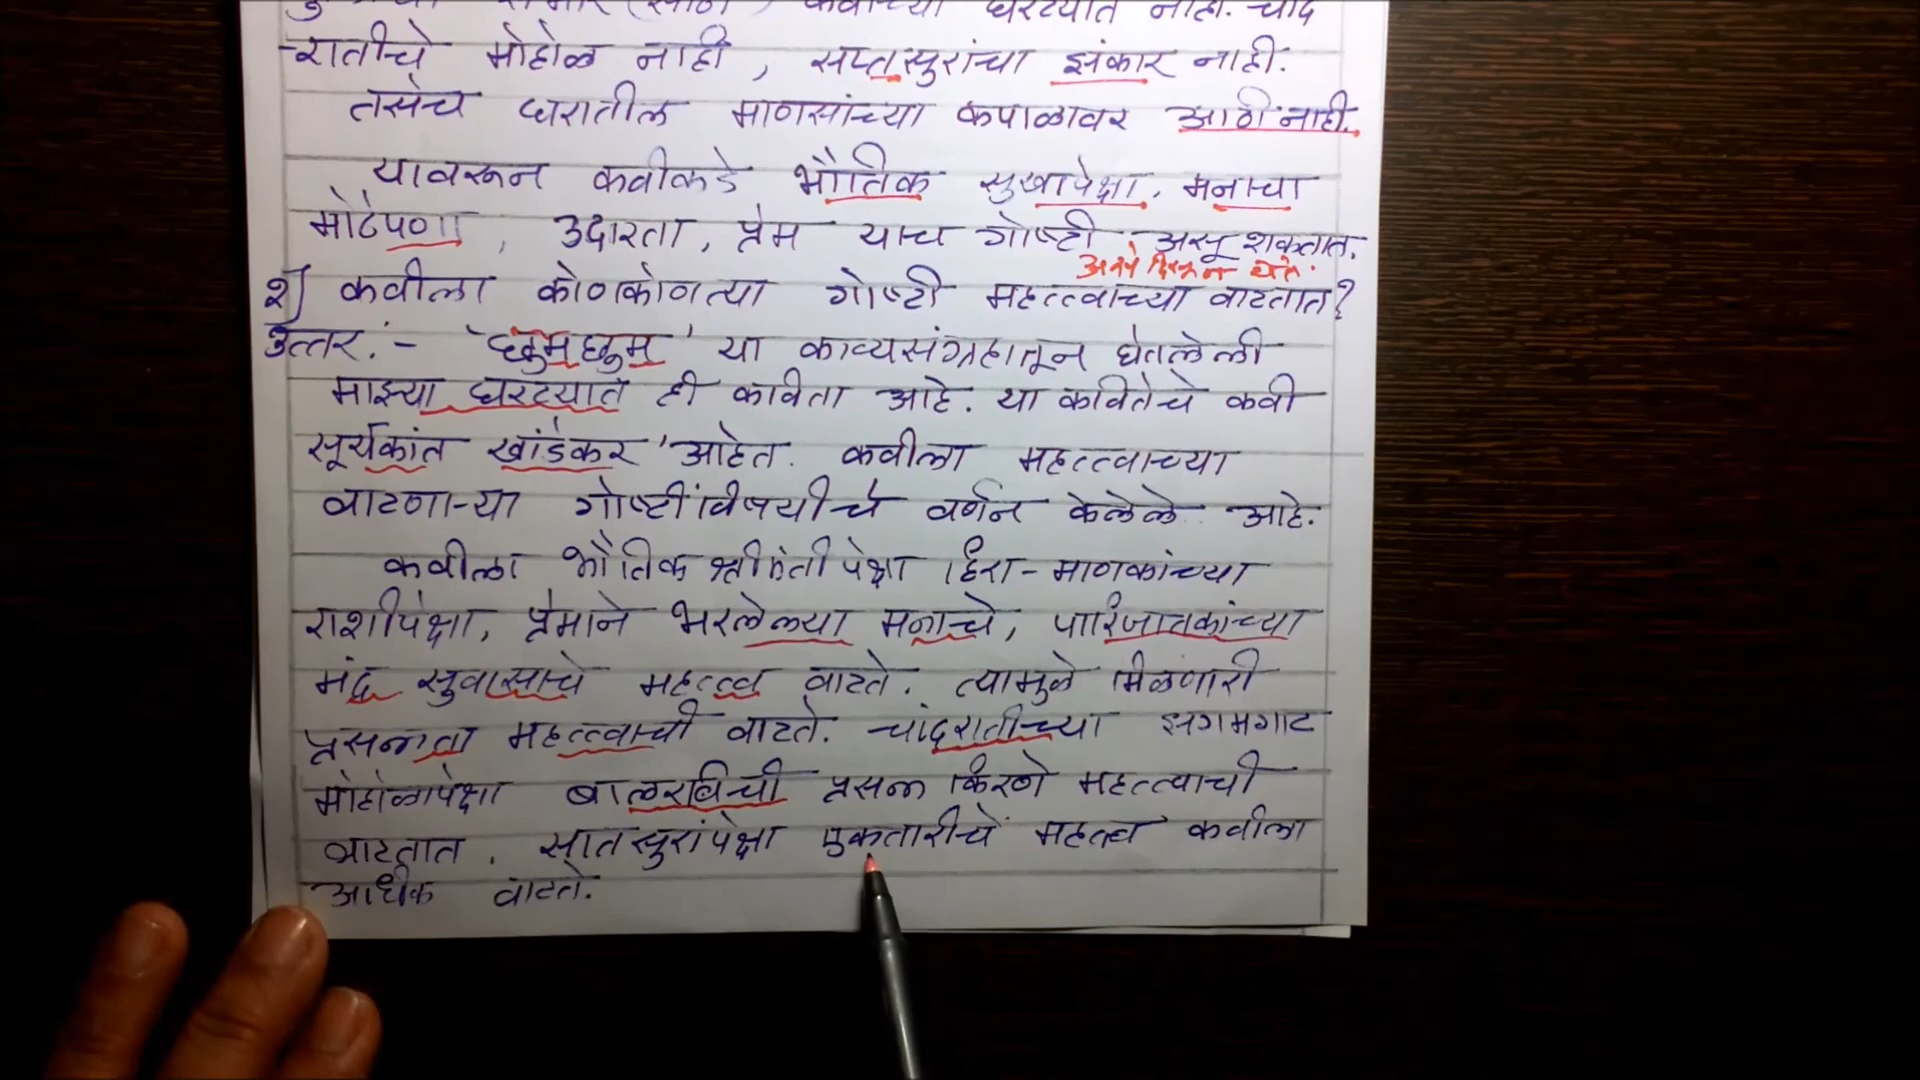 कवीच्या घरट्यात नाही. चांद
-रातीचे मोहोळ नाही, सप्तसुरांचा झंकार नाही.
तसेच घरातील माणसांच्या कपाळावर आठी नाही.
यावरून कवीकडे भौतिक सुखापेक्षा, मनाचा
मोठेपणा, उदारता, प्रेम याच गोष्टी असू शकतात.
असे दिसून येते.
२) कवीला कोणकोणत्या गोष्टी महत्त्वाच्या वाटतात?
उत्तर :- 'छुमछुम' या काव्यसंग्रहातून घेतलेली
माझ्या घरट्यात ही कविता आहे. या कवितेचे कवी
सूर्यकांत खांडेकर 'आहेत. कवीला महत्त्वाच्या
वाटणाऱ्या गोष्टींविषयीचे वर्णन केलेले आहे.
कवीला भौतिक श्रीमंतीपेक्षा हिरा-माणकांच्या
राशीपेक्षा, प्रेमाने भरलेल्या मनाचे, पारिजातकांच्या
मंद सुवासाचे महत्त्व वाटते. त्यामुळे मिळणारी
प्रसन्नता महत्त्वाची वाटते. चांदरातीच्या झगमगाट
मोहोळापेक्षा बालरविची प्रसन्न किरणे महत्त्वाची
वाटतात. सात सुरांपेक्षा एकतारीचे महत्त्व कवीला
अधिक वाटते.